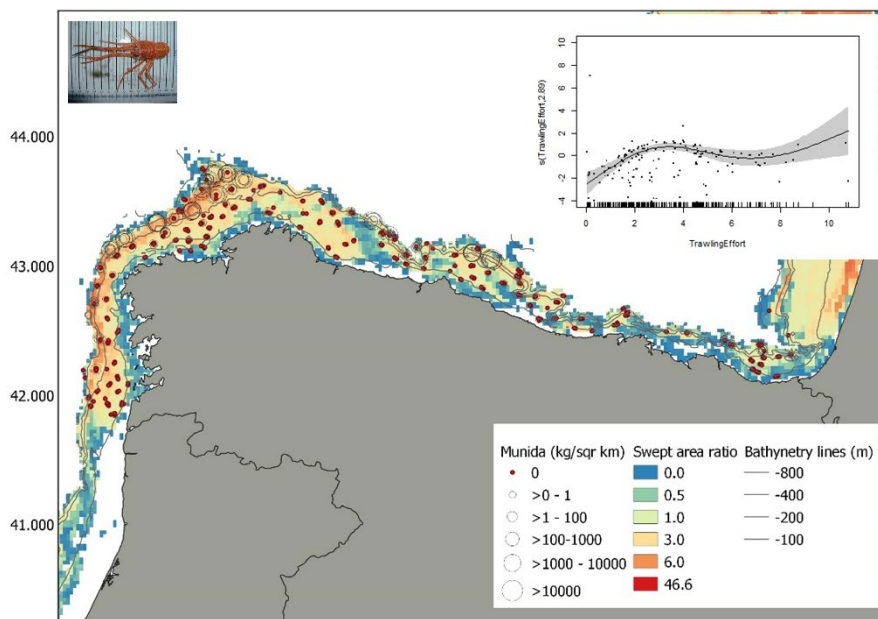 44.000
43.000
42.000
41.000
s(TrawlingEffort,2.89)
10
8
6
4
2
0
-2
-4
0 2 4 6 8 10
TrawlingEffort
Munida (kg/sqr km) Swept area ratio Bathynetry lines (m)
0 0.0 -800
>0 - 1 0.5 -400
>1 - 100 1.0 -200
>100-1000 3.0 -100
>1000 - 10000 6.0
>10000 46.6